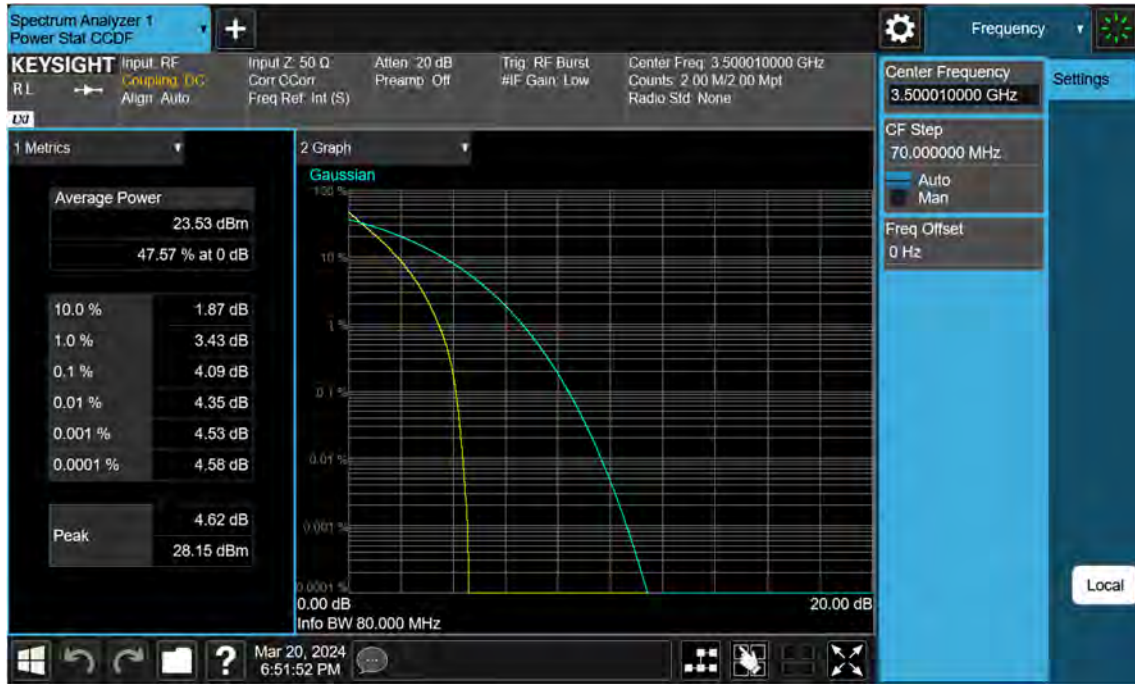 Spectrum Analyzer 1
Power Stat CCDF
+
Frequency
KEYSIGHT
Input: RF
Input Z: 50 Ω
Atten: 20 dB
Trig: RF Burst
Center Freq: 3.500010000 GHz
RL
Coupling: DC
Corr CCorr
Preamp: Off
#IF Gain: Low
Counts: 2.00 M/2.00 Mpt
Align: Auto
Freq Ref: Int (S)
Radio Std: None
LXI
Center Frequency
3.500010000 GHz
Settings
CF Step
70.000000 MHz
Auto
Man
Freq Offset
0 Hz
1 Metrics
Average Power
23.53 dBm
47.57 % at 0 dB
10.0 % 1.87 dB
1.0 % 3.43 dB
0.1 % 4.09 dB
0.01 % 4.35 dB
0.001 % 4.53 dB
0.0001 % 4.58 dB
Peak
4.62 dB
28.15 dBm
2 Graph
Gaussian
100 %
10 %
1 %
0.1 %
0.01 %
0.001 %
0.0001 %
0.00 dB
20.00 dB
Info BW 80.000 MHz
Local
?
Mar 20, 2024
6:51:52 PM